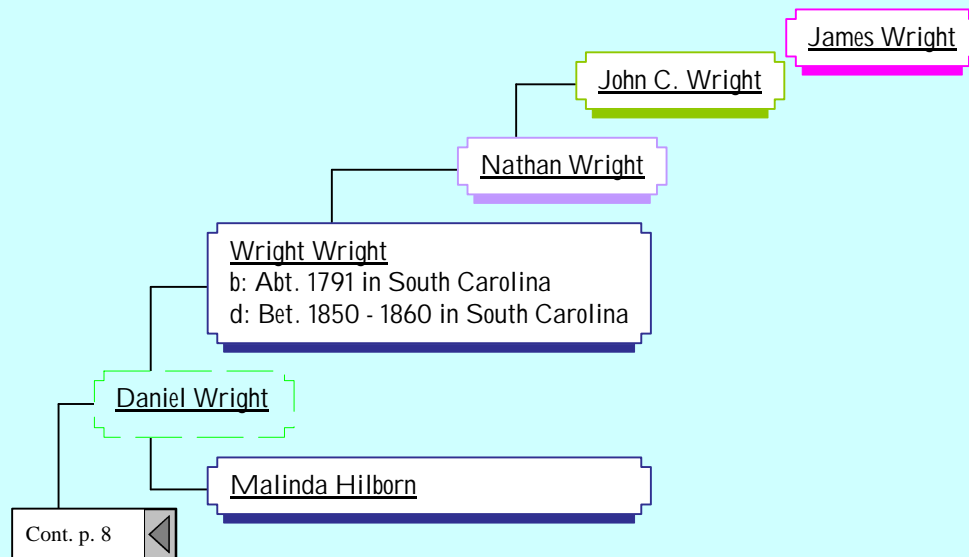 James Wright
John C. Wright
Nathan Wright
Wright Wright
b: Abt. 1791 in South Carolina
d: Bet. 1850 - 1860 in South Carolina
Daniel Wright
Malinda Hilborn
Cont. p. 8